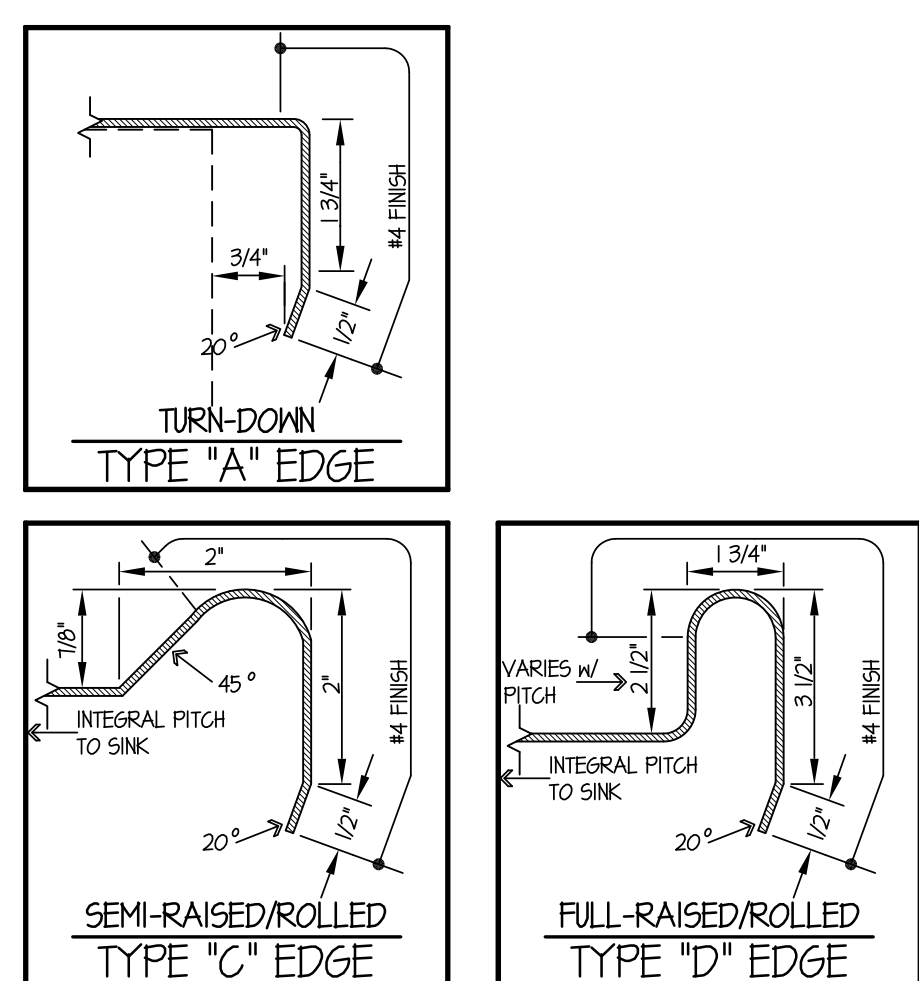 #4 FINISH
1 3/4"
3/4"
20°
1/2"
TURN-DOWN
TYPE "A" EDGE
2"
7/8"
45°
2"
#4 FINISH
INTEGRAL PITCH
TO SINK
20°
1/2"
SEMI-RAISED/ROLLED
TYPE "C" EDGE
1 3/4"
VARIES W/
PITCH
2 1/2"
3 1/2"
#4 FINISH
INTEGRAL PITCH
TO SINK
20°
1/2"
FULL-RAISED/ROLLED
TYPE "D" EDGE